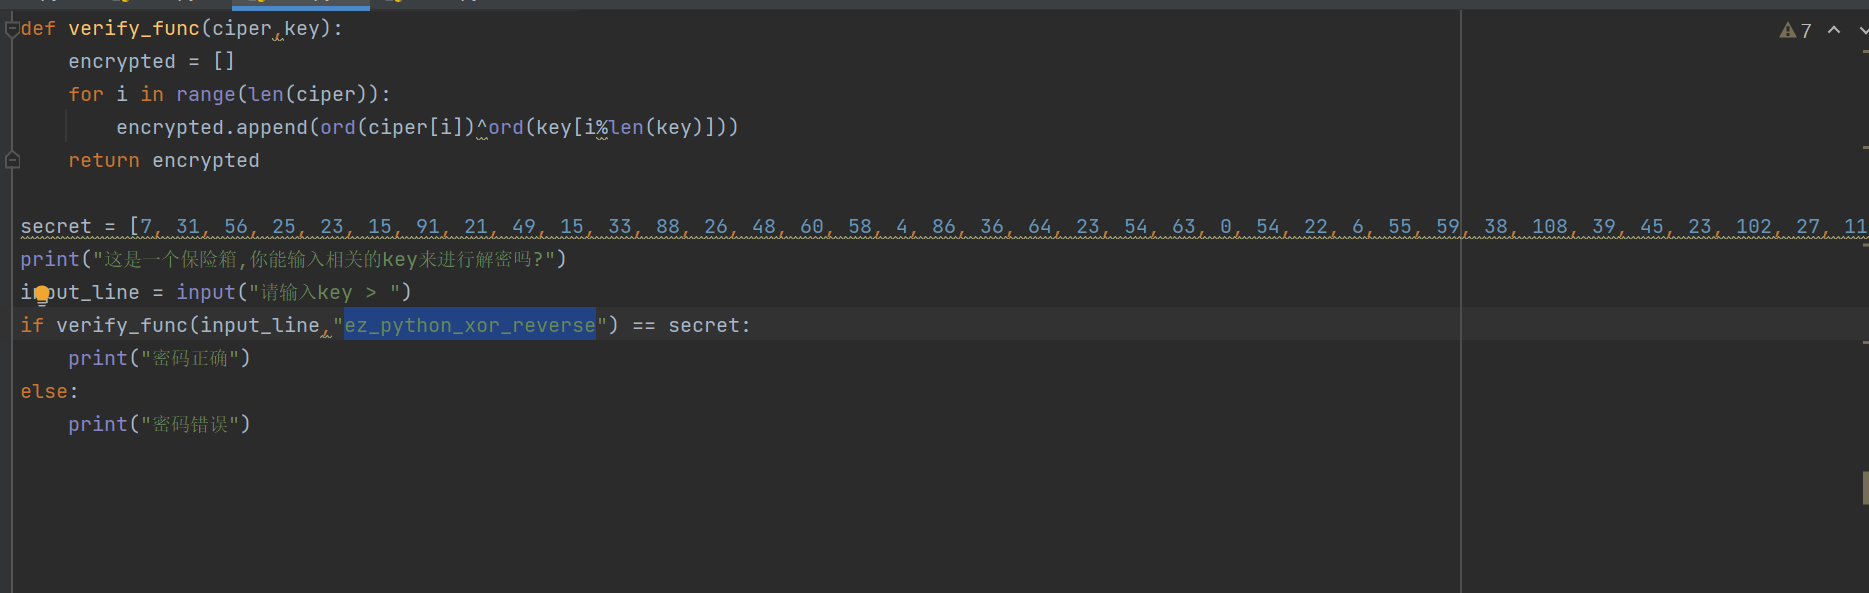 7
def verify_func(ciper,key):
    encrypted = []
    for i in range(len(ciper)):
        encrypted.append(ord(ciper[i])^ord(key[i%len(key)]))
    return encrypted
secret = [7, 31, 56, 25, 23, 15, 91, 21, 49, 15, 33, 88, 26, 48, 60, 58, 4, 86, 36, 64, 23, 54, 63, 0, 54, 22, 6, 55, 59, 38, 108, 39, 45, 23, 102, 27, 11
print("这是一个保险箱,你能输入相关的key来进行解密吗?")
input_line = input("请输入key > ")
if verify_func(input_line,"ez_python_xor_reverse") == secret:
    print("密码正确")
else:
    print("密码错误")